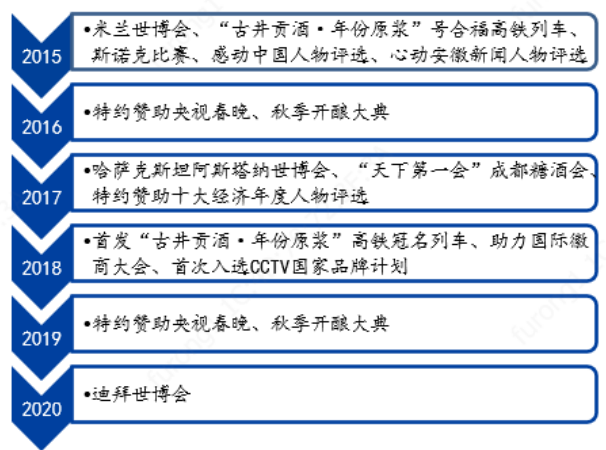 2015
•米兰世博会、“古井贡酒·年份原浆”号合福高铁列车、
斯诺克比赛、感动中国人物评选、心动安徽新闻人物评选
2016
•特约赞助央视春晚、秋季开酿大典
2017
•哈萨克斯坦阿斯塔纳世博会、“天下第一会”成都糖酒会、
特约赞助十大经济年度人物评选
2018
•首发“古井贡酒·年份原浆”高铁冠名列车、助力国际徽
商大会、首次入选CCTV国家品牌计划
2019
•特约赞助央视春晚、秋季开酿大典
2020
•迪拜世博会